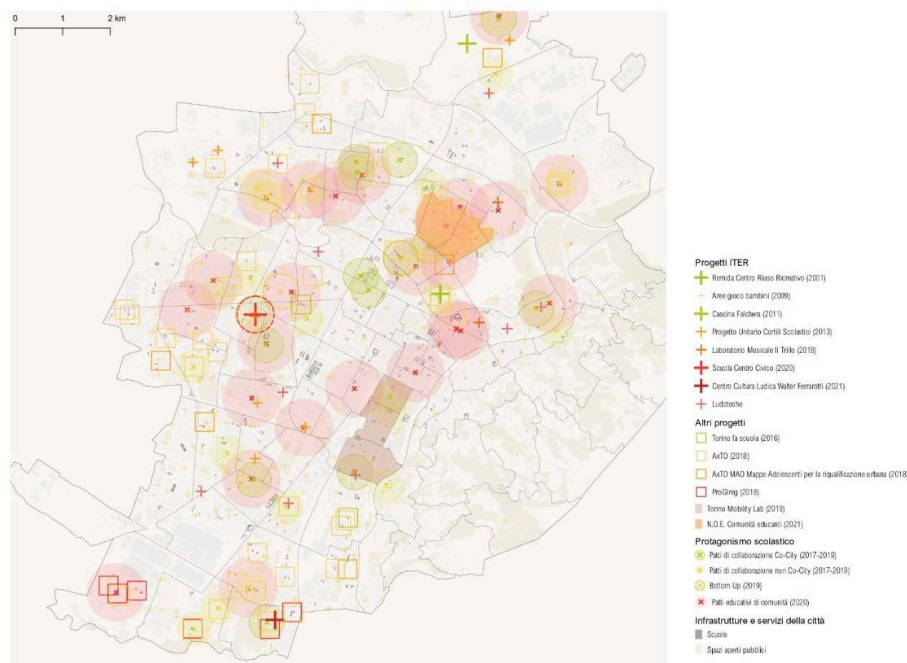 0 1 2 km
Progetti ITER
Remida Centro Riuso Ricreativo (2001)
Aree gioco bambini (2009)
Cascina Falchera (2011)
Progetto Unitario Cortili Scolastici (2013)
Laboratorio Musicale Il Trillo (2018)
Scuola Centro Civico (2020)
Centro Cultura Ludica Walter Ferrarotti (2021)
Ludoteche
Altri progetti
Torino fa scuola (2016)
AxTO (2018)
AxTO MAD Mappe Adolescenti per la riqualificazione urbana (2018)
ProGIreg (2018)
Torino Mobility Lab (2019)
N.O.E. Comunità educanti (2021)
Protagonismo scolastico
Patti di collaborazione Co-City (2017-2019)
Patti di collaborazione non Co-City (2017-2019)
Bottom Up (2019)
Patti educativi di comunità (2020)
Infrastrutture e servizi della città
Scuole
Spazi aperti pubblici